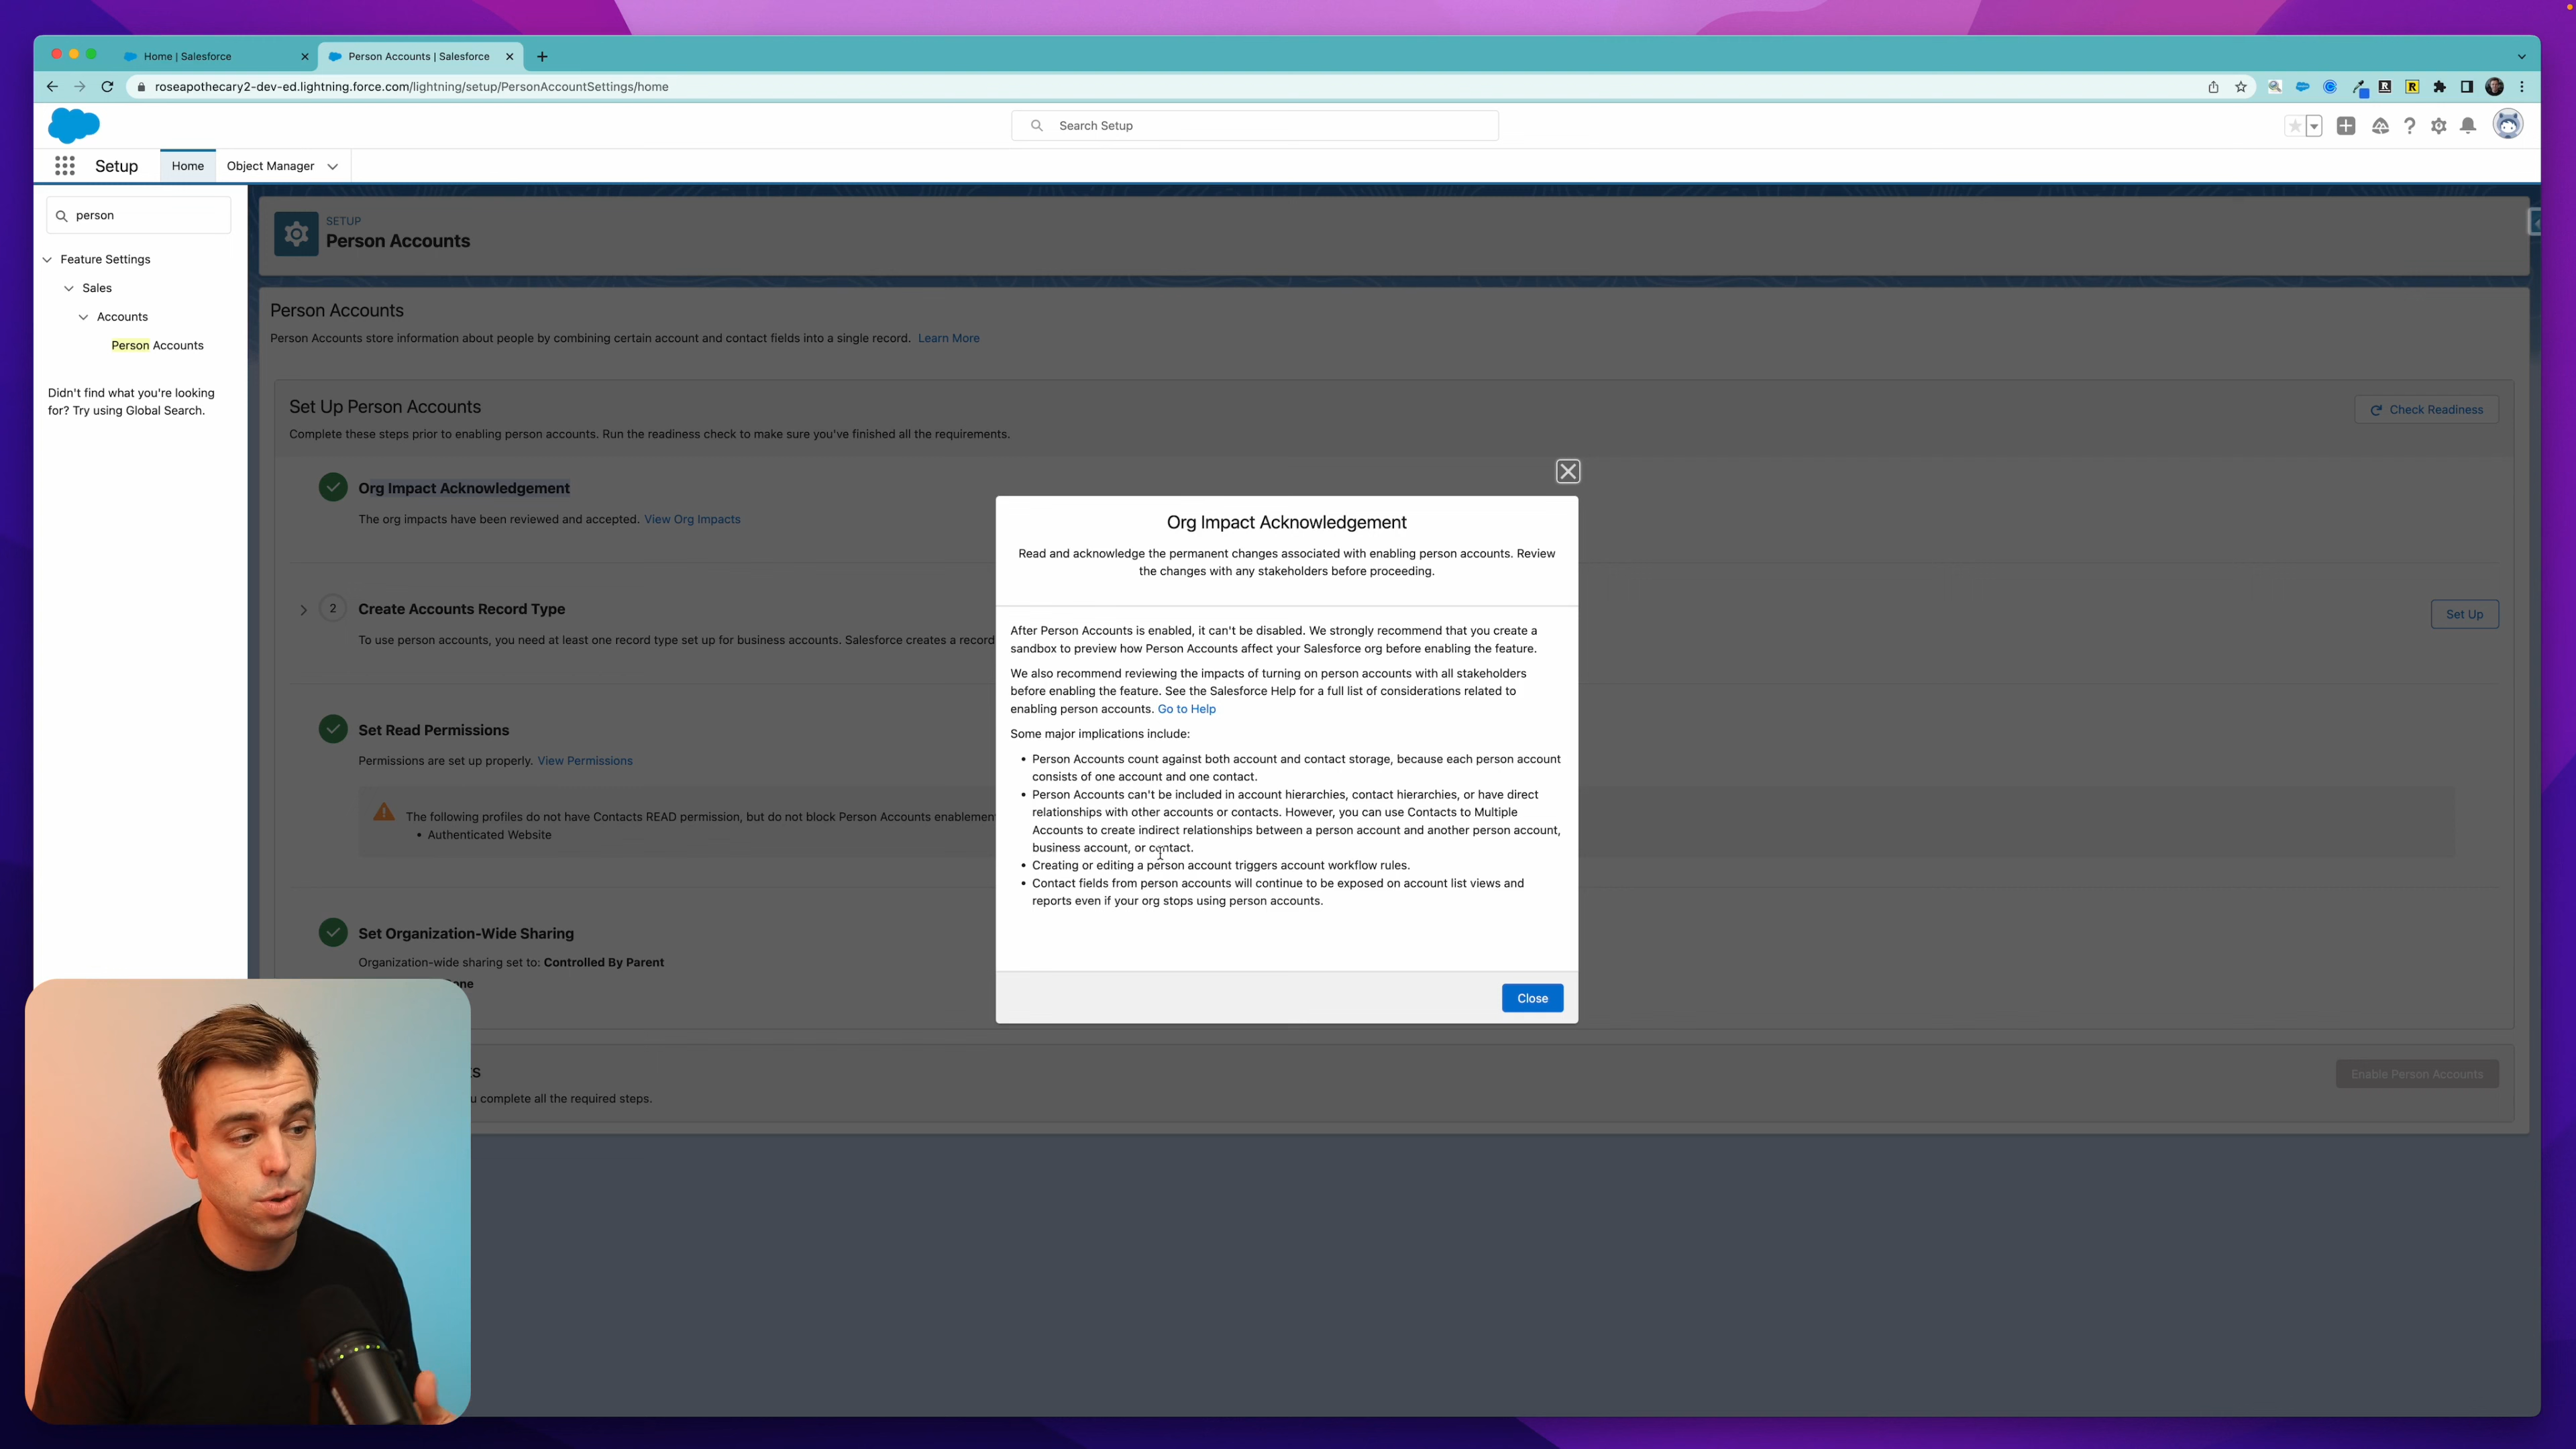 Home | Salesforce
Person Accounts | Salesforce
roseapothecary2-dev-ed.lightning.force.com/lightning/setup/PersonAccountSettings/home
Search Setup
Setup
Home
Object Manager
person
Feature Settings
Sales
Accounts
Person Accounts
Didn't find what you're looking
for? Try using Global Search.
SETUP
Person Accounts
Person Accounts
Person Accounts store information about people by combining certain account and contact fields into a single record. Learn More
Set Up Person Accounts
Check Readiness
Complete these steps prior to enabling person accounts. Run the readiness check to make sure you've finished all the requirements.
Org Impact Acknowledgement
The org impacts have been reviewed and accepted. View Org Impacts
2
Create Accounts Record Type
Set Up
To use person accounts, you need at least one record type set up for business accounts. Salesforce creates a record
Set Read Permissions
Permissions are set up properly. View Permissions
The following profiles do not have Contacts READ permission, but do not block Person Accounts enablemen
• Authenticated Website
Set Organization-Wide Sharing
Organization-wide sharing set to: Controlled By Parent
one
ts
u complete all the required steps.
Enable Person Accounts
Org Impact Acknowledgement
Read and acknowledge the permanent changes associated with enabling person accounts. Review
the changes with any stakeholders before proceeding.
After Person Accounts is enabled, it can't be disabled. We strongly recommend that you create a
sandbox to preview how Person Accounts affect your Salesforce org before enabling the feature.
We also recommend reviewing the impacts of turning on person accounts with all stakeholders
before enabling the feature. See the Salesforce Help for a full list of considerations related to
enabling person accounts. Go to Help
Some major implications include:
• Person Accounts count against both account and contact storage, because each person account
consists of one account and one contact.
• Person Accounts can't be included in account hierarchies, contact hierarchies, or have direct
relationships with other accounts or contacts. However, you can use Contacts to Multiple
Accounts to create indirect relationships between a person account and another person account,
business account, or contact.
• Creating or editing a person account triggers account workflow rules.
• Contact fields from person accounts will continue to be exposed on account list views and
reports even if your org stops using person accounts.
Close